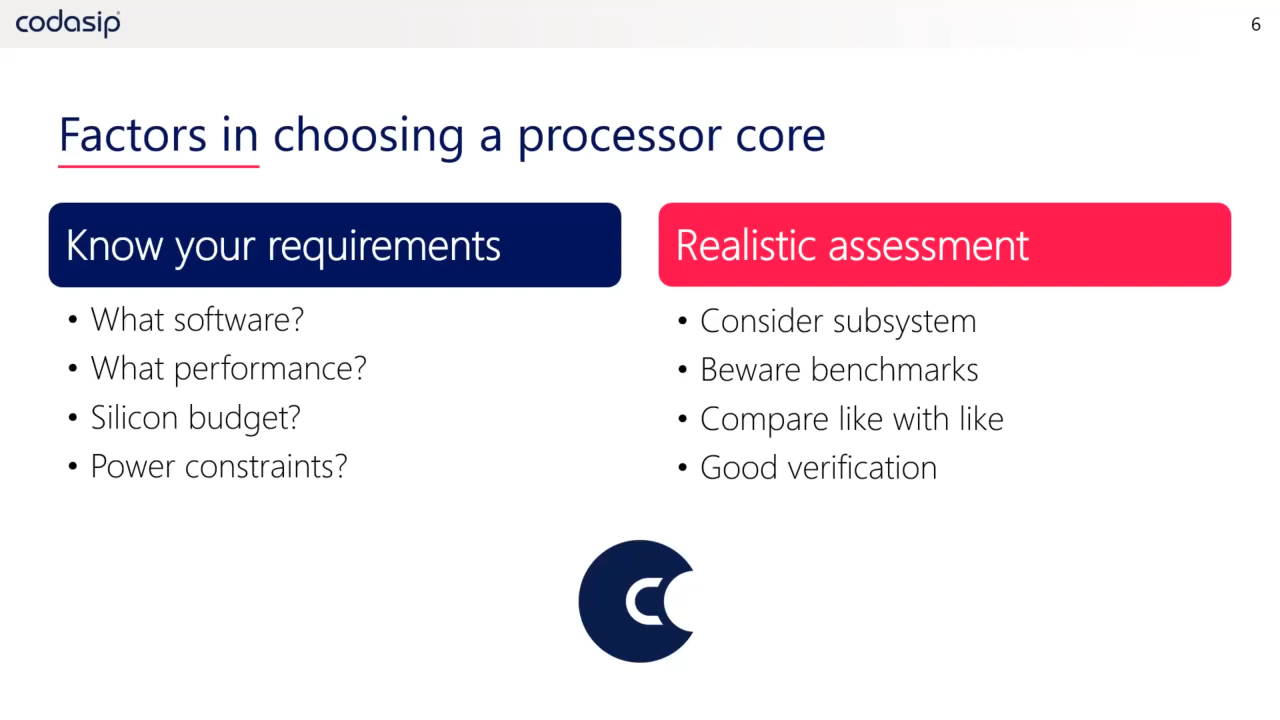 codasip
6
Factors in choosing a processor core
Know your requirements
• What software?
• What performance?
• Silicon budget?
• Power constraints?
Realistic assessment
• Consider subsystem
• Beware benchmarks
• Compare like with like
• Good verification